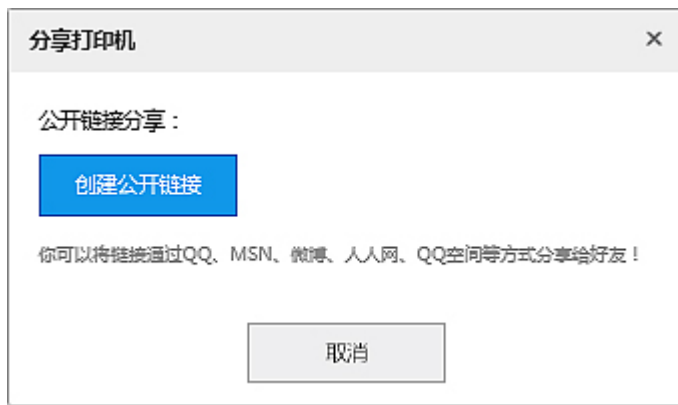 分享打印机
公开链接分享：
创建公开链接
你可以将链接通过QQ、MSN、微博、人人网、QQ空间等方式分享给好友！
取消